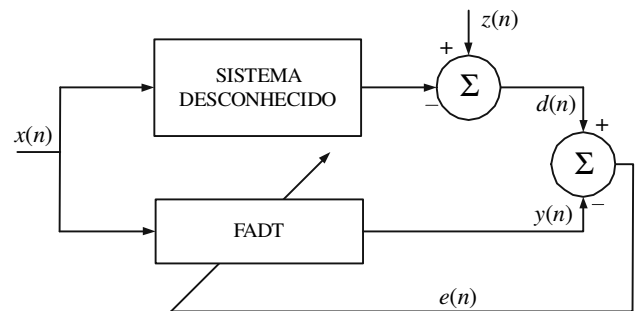 z(n)
+
SISTEMA
DESCONHECIDO
Σ
−
d(n)
x(n)
+
Σ
FADT
y(n)
−
e(n)